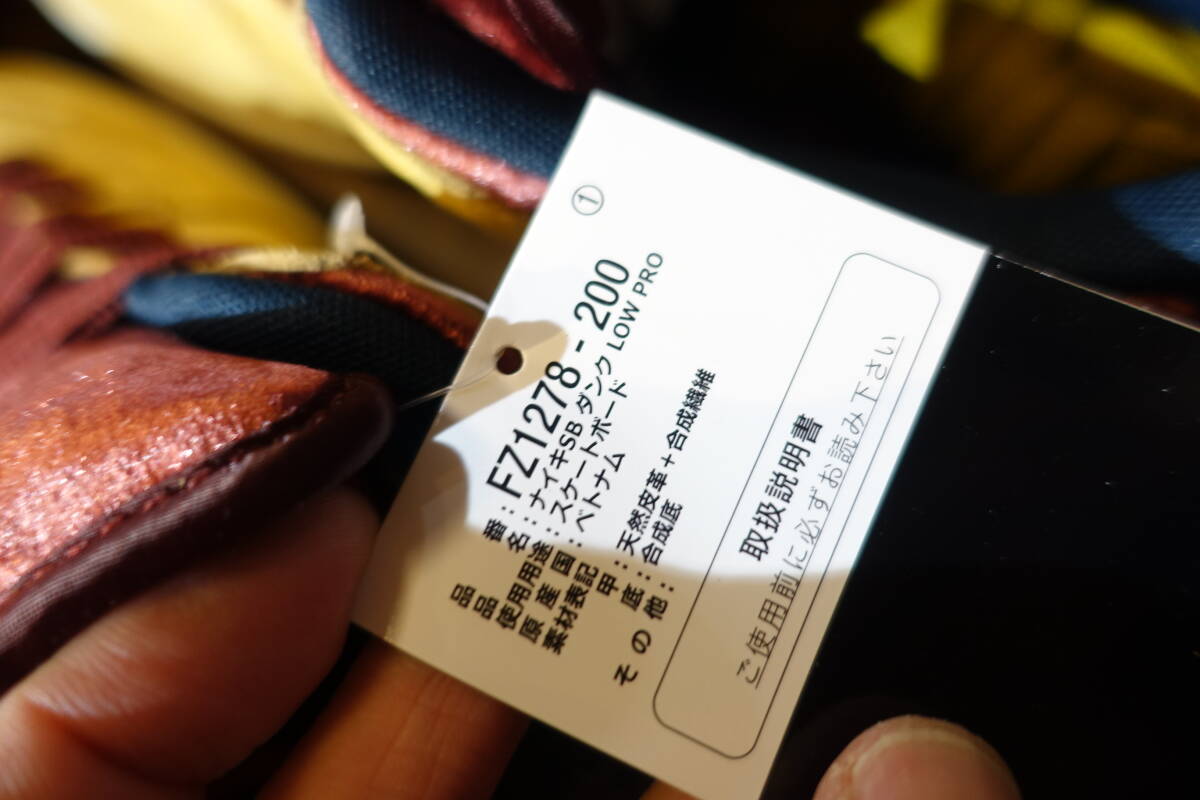 ①
品番：FZ1278-200
品名：ナイキSB ダンク LOW PRO
使用用途：スケートボード
原産国：ベトナム
素材表記
甲：天然皮革＋合成繊維
底：合成底
その他：
取扱説明書
ご使用前に必ずお読み下さい